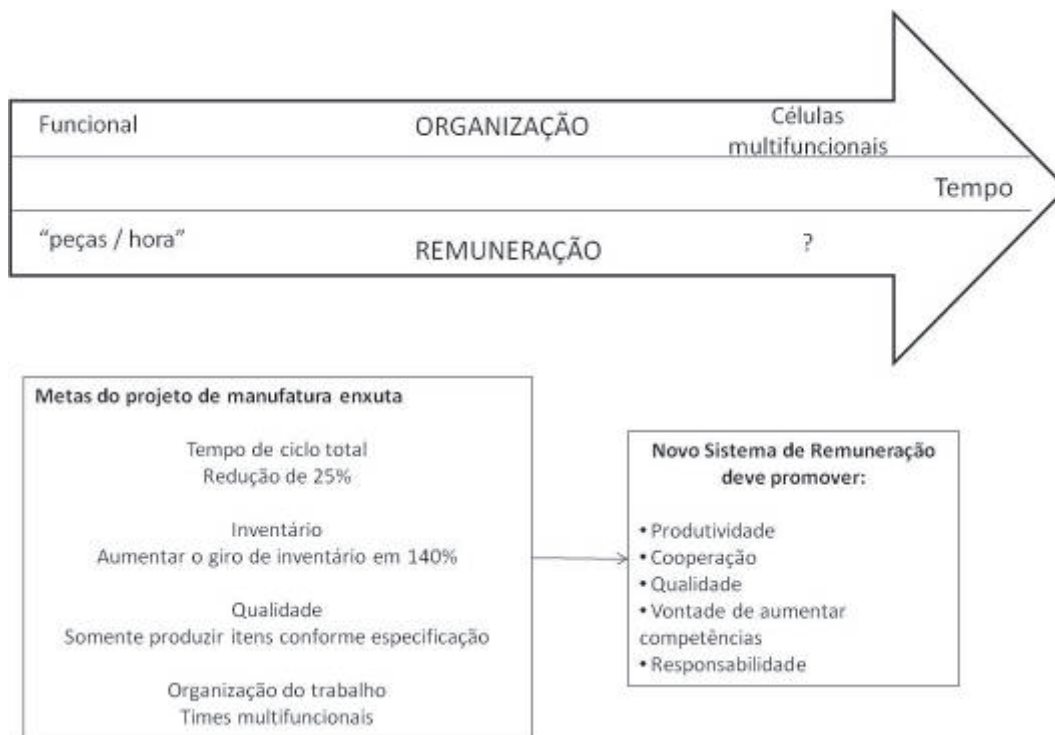 Funcional
ORGANIZAÇÃO
Células
multifuncionais
Tempo
“peças / hora”
REMUNERAÇÃO
?
Metas do projeto de manufatura enxuta
Tempo de ciclo total
Redução de 25%
Inventário
Aumentar o giro de inventário em 140%
Qualidade
Somente produzir itens conforme especificação
Organização do trabalho
Times multifuncionais
Novo Sistema de Remuneração
deve promover:
• Produtividade
• Cooperação
• Qualidade
• Vontade de aumentar
competências
• Responsabilidade